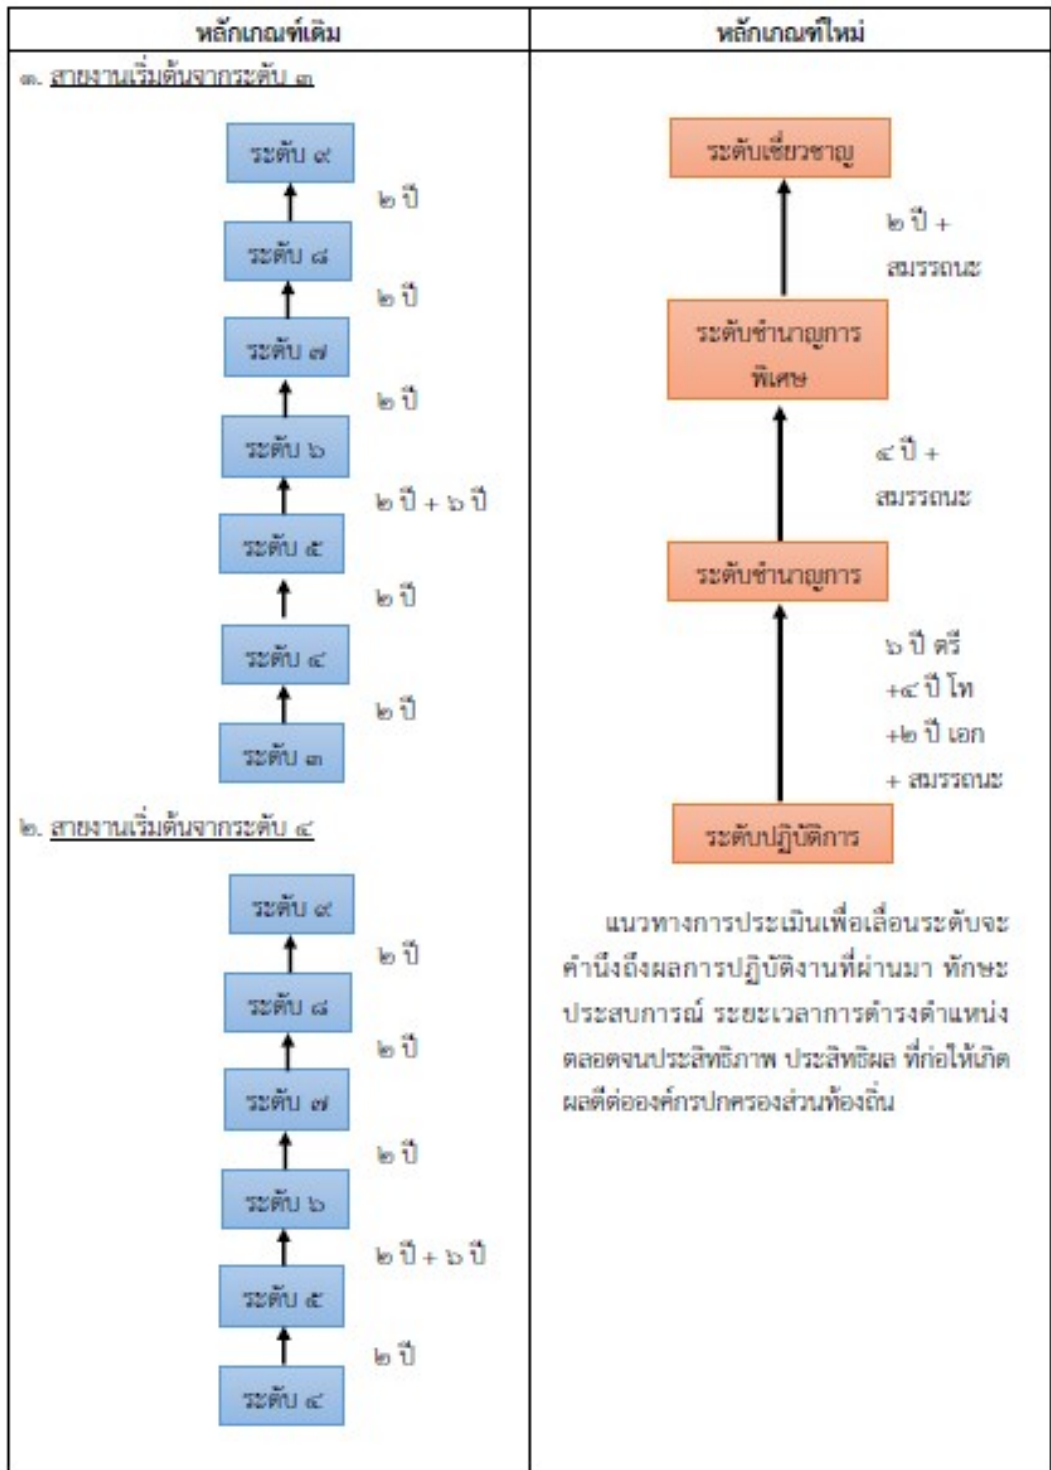 หลักเกณฑ์เดิม
๑. สายงานเริ่มต้นจากระดับ ๓
ระดับ ๙
๒ ปี
ระดับ ๘
๒ ปี
ระดับ ๗
๒ ปี
ระดับ ๖
๒ ปี + ๖ ปี
ระดับ ๕
๒ ปี
ระดับ ๔
๒ ปี
ระดับ ๓
๒. สายงานเริ่มต้นจากระดับ ๔
ระดับ ๙
๒ ปี
ระดับ ๘
๒ ปี
ระดับ ๗
๒ ปี
ระดับ ๖
๒ ปี + ๖ ปี
ระดับ ๕
๒ ปี
ระดับ ๔
หลักเกณฑ์ใหม่
ระดับเชี่ยวชาญ
๒ ปี +
สมรรถนะ
ระดับชำนาญการ
พิเศษ
๔ ปี +
สมรรถนะ
ระดับชำนาญการ
๖ ปี ตรี
+๔ ปี โท
+๒ ปี เอก
+ สมรรถนะ
ระดับปฏิบัติการ
แนวทางการประเมินเพื่อเลื่อนระดับจะ
คำนึงถึงผลการปฏิบัติงานที่ผ่านมา ทักษะ
ประสบการณ์ ระยะเวลาการดำรงตำแหน่ง
ตลอดจนประสิทธิภาพ ประสิทธิผล ที่ก่อให้เกิด
ผลดีต่อองค์กรปกครองส่วนท้องถิ่น